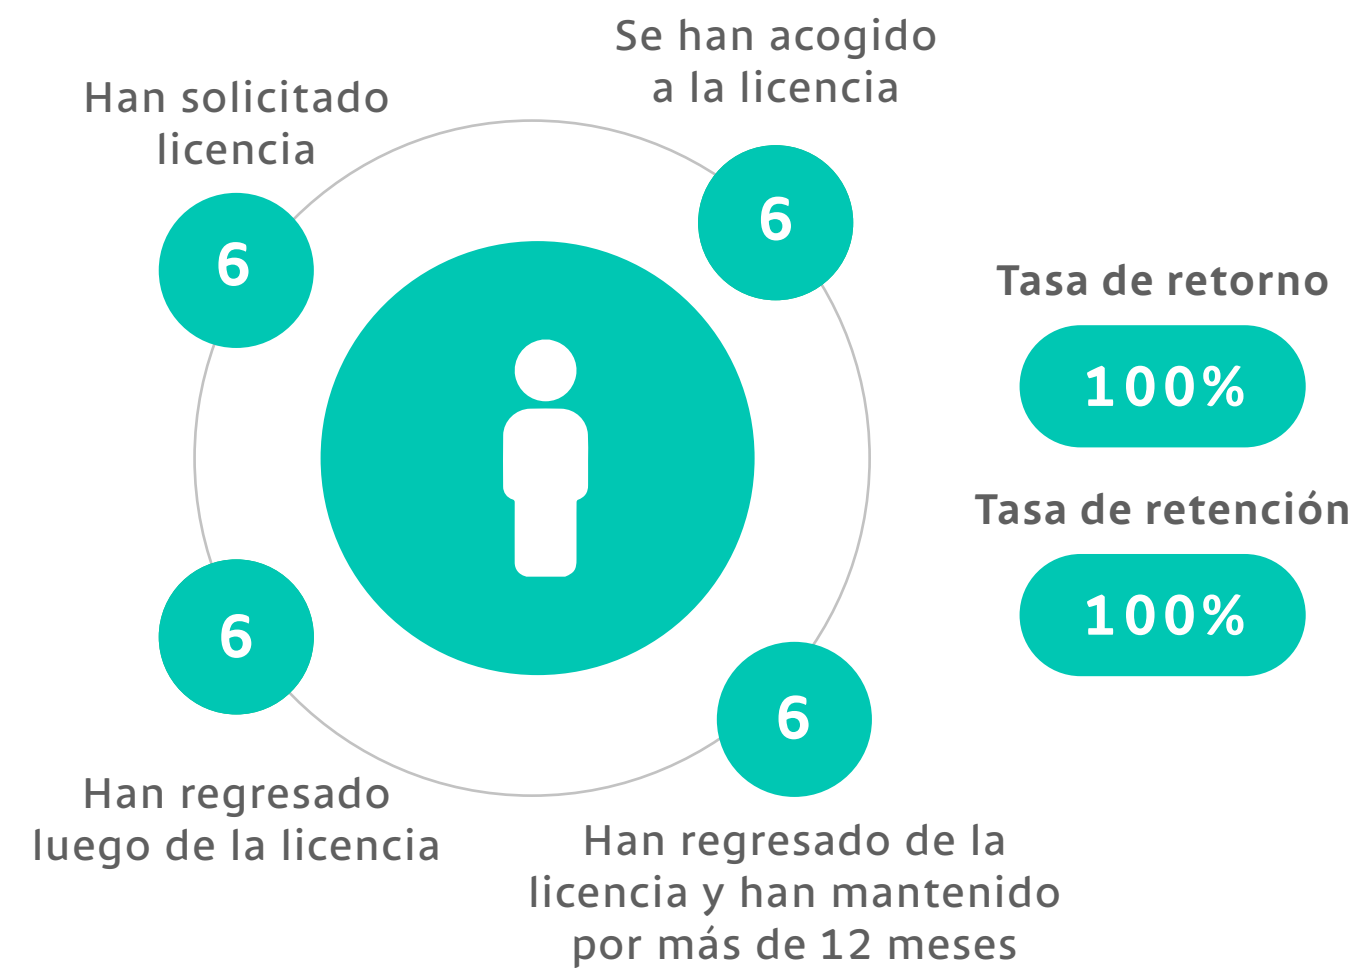 Se han acogido
a la licencia
Han solicitado
licencia
6
6
Tasa de retorno
100%
Tasa de retención
100%
6
6
Han regresado
luego de la licencia
Han regresado de la
licencia y han mantenido
por más de 12 meses